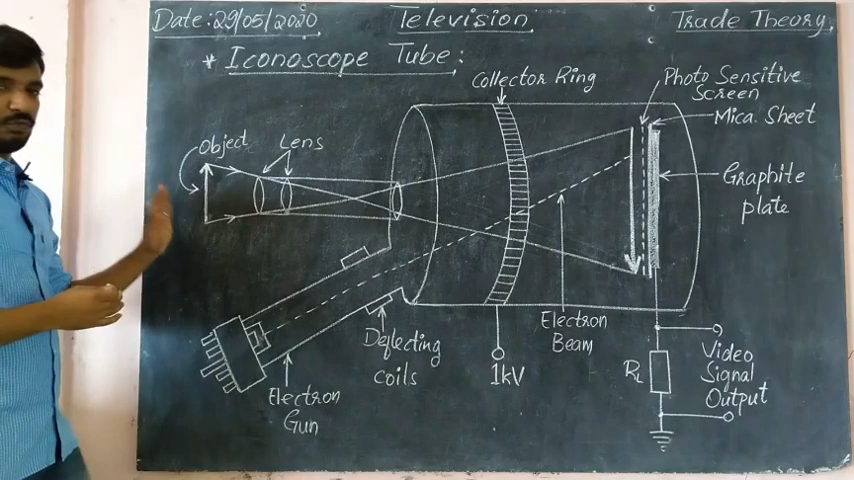 Date:29/05/2020 Television Trade Theory
* Iconoscope Tube:
Collector Ring
Photo Sensitive
Screen
Mica. Sheet
Object
Lens
Graphite
plate
Electron
Beam
Deflecting
coils
1kV
Electron
Gun
RL
Video
Signal
Output